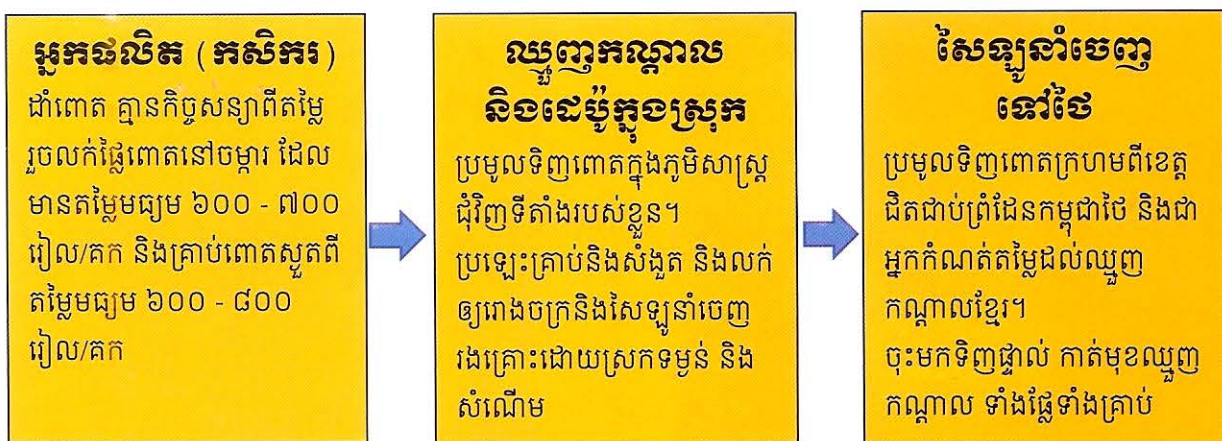 អ្នកផលិត (កសិករ)
ដាំពោត គ្មានកិច្ចសន្យាពីតម្លៃ
រួចលក់ផ្លែពោតនៅចម្ការ ដែល
មានតម្លៃមធ្យម ៦០០ - ៧០០
រៀល/គក និងគ្រាប់ពោតស្ងួតពី
តម្លៃមធ្យម ៦០០ - ៨០០
រៀល/គក
ឈ្មួញកណ្តាល
និងដេប៉ូក្នុងស្រុក
ប្រមូលទិញពោតក្នុងភូមិសាស្ត្រ
ជុំវិញទីតាំងរបស់ខ្លួន។
ប្រឡេះគ្រាប់និងសំងួត និងលក់
ឲ្យរោងចក្រនិងសៃឡូនាំចេញ
រងគ្រោះដោយស្រកទម្ងន់ និង
សំណើម
សៃឡូនាំចេញ
ទៅថៃ
ប្រមូលទិញពោតក្រហមពីខេត្ត
ជិតជាប់ព្រំដែនកម្ពុជាថៃ និងជា
អ្នកកំណត់តម្លៃដល់ឈ្មួញ
កណ្តាលខ្មែរ។
ចុះមកទិញផ្ទាល់ កាត់មុខឈ្មួញ
កណ្តាល ទាំងផ្លែទាំងគ្រាប់